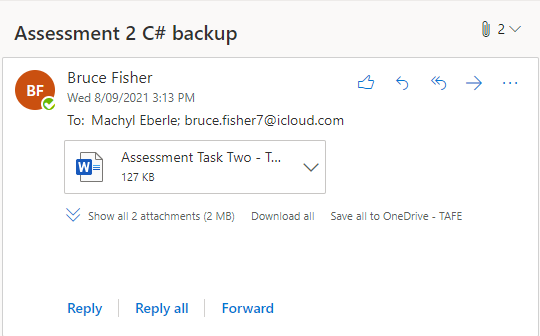 Assessment 2 C# backup
2
BF
Bruce Fisher
Wed 8/09/2021 3:13 PM
To: Machyl Eberle; bruce.fisher7@icloud.com
W
Assessment Task Two - T...
127 KB
Show all 2 attachments (2 MB) Download all Save all to OneDrive - TAFE
Reply Reply all Forward